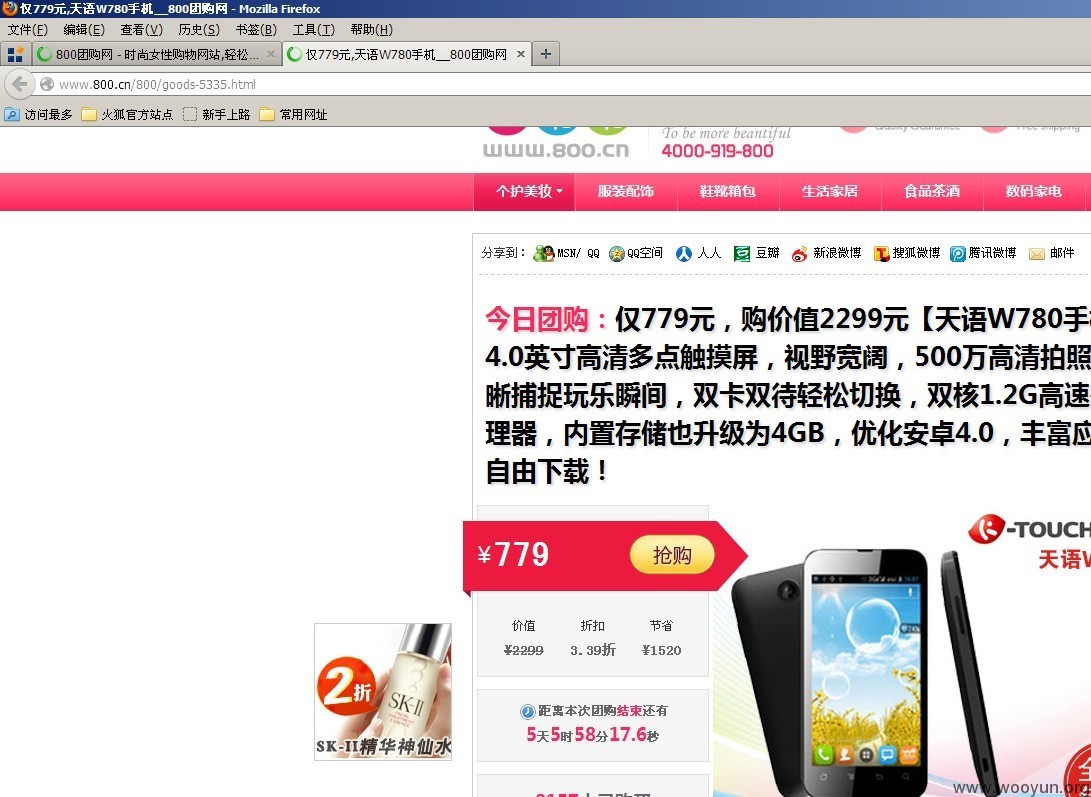 仅779元,天语W780手机__800团购网 - Mozilla Firefox
文件(F) 编辑(E) 查看(V) 历史(S) 书签(B) 工具(T) 帮助(H)
800团购网 - 时尚女性购物网站,轻松...
仅779元,天语W780手机__800团购网
www.800.cn/800/goods-5335.html
访问最多 火狐官方站点 新手上路 常用网址
www.800.cn
To be more beautiful
4000-919-800
个护美妆 服装配饰 鞋靴箱包 生活家居 食品茶酒 数码家电
分享到： MSN/ QQ QQ空间 人人 豆瓣 新浪微博 搜狐微博 腾讯微博 邮件
今日团购：仅779元，购价值2299元【天语W780手
4.0英寸高清多点触摸屏，视野宽阔，500万高清拍照
晰捕捉玩乐瞬间，双卡双待轻松切换，双核1.2G高速
理器，内置存储也升级为4GB，优化安卓4.0，丰富应
自由下载！
K-TOUCH
天语W
¥779 抢购
价值 折扣 节省
¥2299 3.39折 ¥1520
2折
SK-II
SK-II精华神仙水
距离本次团购结束还有
5天5时58分17.6秒
www.wooyun.org